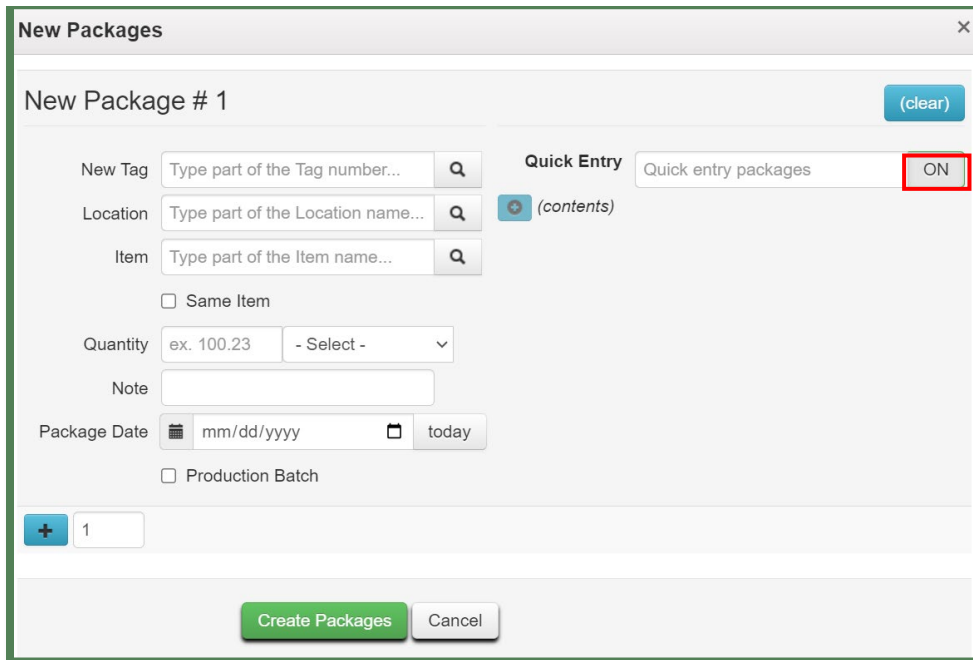 New Packages ×
New Package # 1 (clear)
New Tag Type part of the Tag number...
Location Type part of the Location name...
Item Type part of the Item name...
Same Item
Quantity ex. 100.23 - Select -
Note
Package Date mm/dd/yyyy today
Production Batch
Quick Entry Quick entry packages ON
(contents)
+ 1
Create Packages Cancel